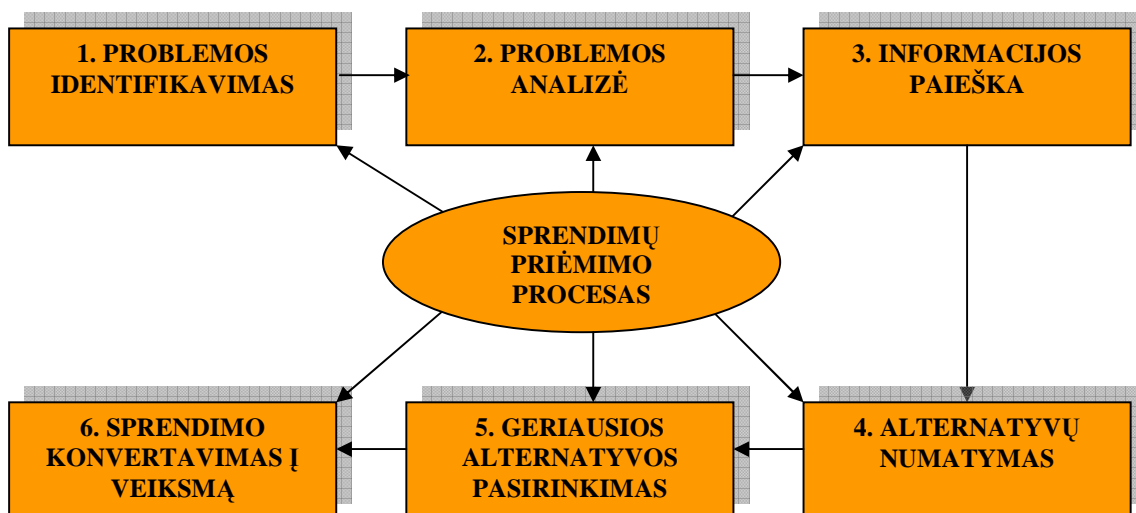 1. PROBLEMOS
IDENTIFIKAVIMAS
2. PROBLEMOS
ANALIZĖ
3. INFORMACIJOS
PAIEŠKA
SPRENDIMŲ
PRIĖMIMO
PROCESAS
4. ALTERNATYVŲ
NUMATYMAS
5. GERIAUSIOS
ALTERNATYVOS
PASIRINKIMAS
6. SPRENDIMO
KONVERTAVIMAS Į
VEIKSMĄ